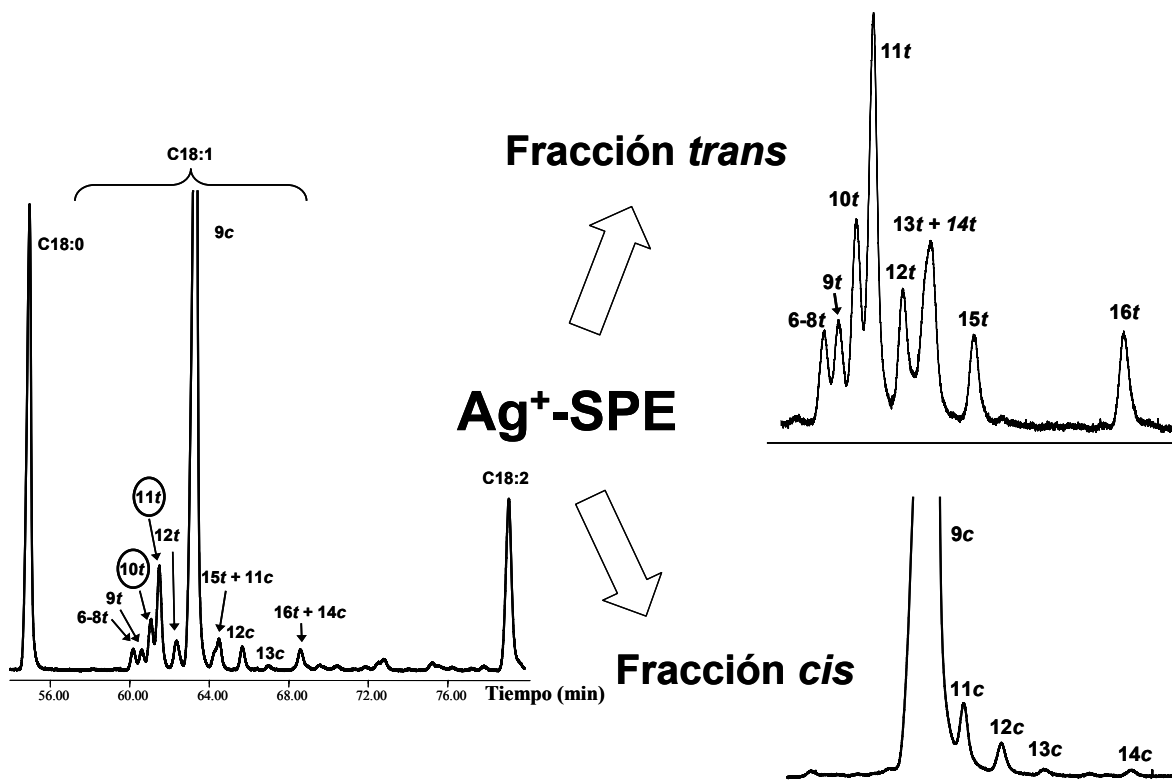 C18:1
C18:0
9c
11t
12t
10t
9t
6-8t
15t + 11c
12c
13c
16t + 14c
C18:2
56.00 60.00 64.00 68.00 72.00 76.00 Tiempo (min)
Ag⁺-SPE
Fracción trans
11t
10t
13t + 14t
12t
9t
6-8t
15t
16t
Fracción cis
9c
11c
12c
13c
14c